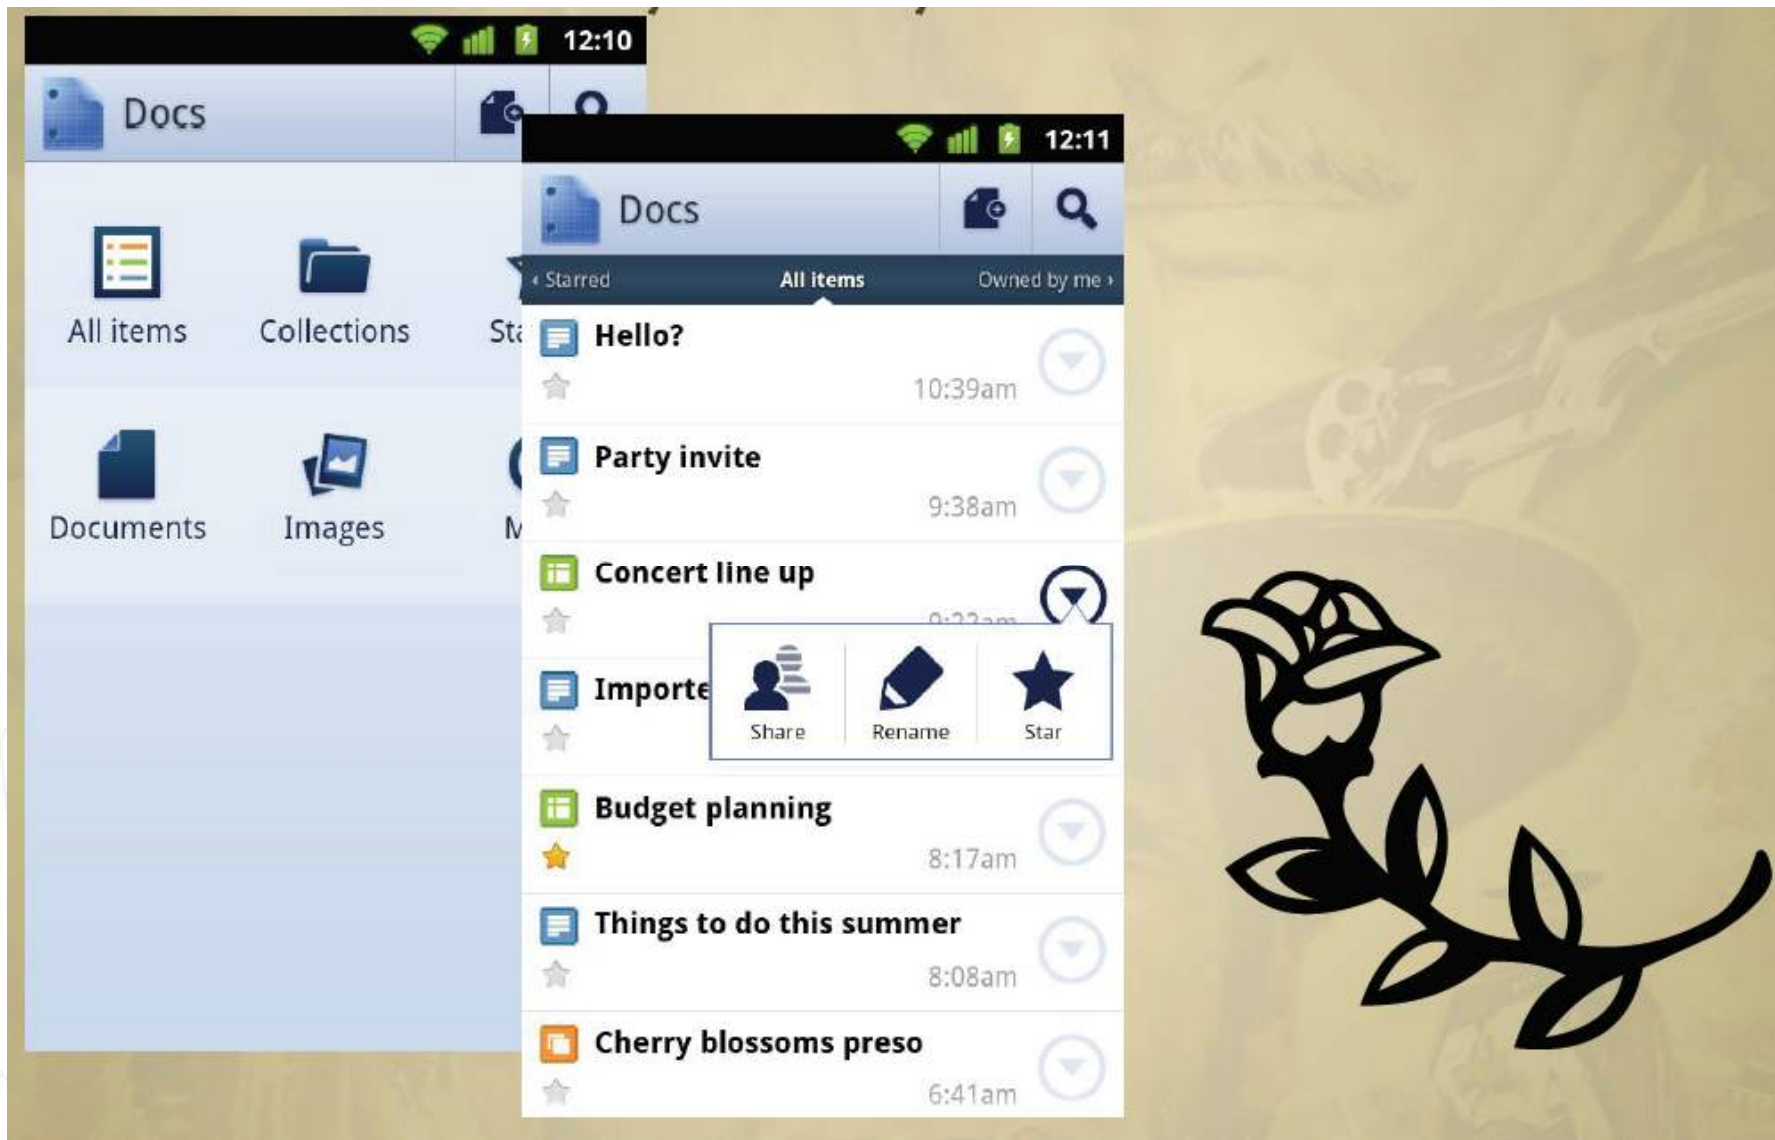 12:10
Docs
All items
Collections
Documents
Images
12:11
Docs
‹ Starred
All items
Owned by me ›
Hello?
10:39am
Party invite
9:38am
Concert line up
Share
Rename
Star
Budget planning
8:17am
Things to do this summer
8:08am
Cherry blossoms preso
6:41am